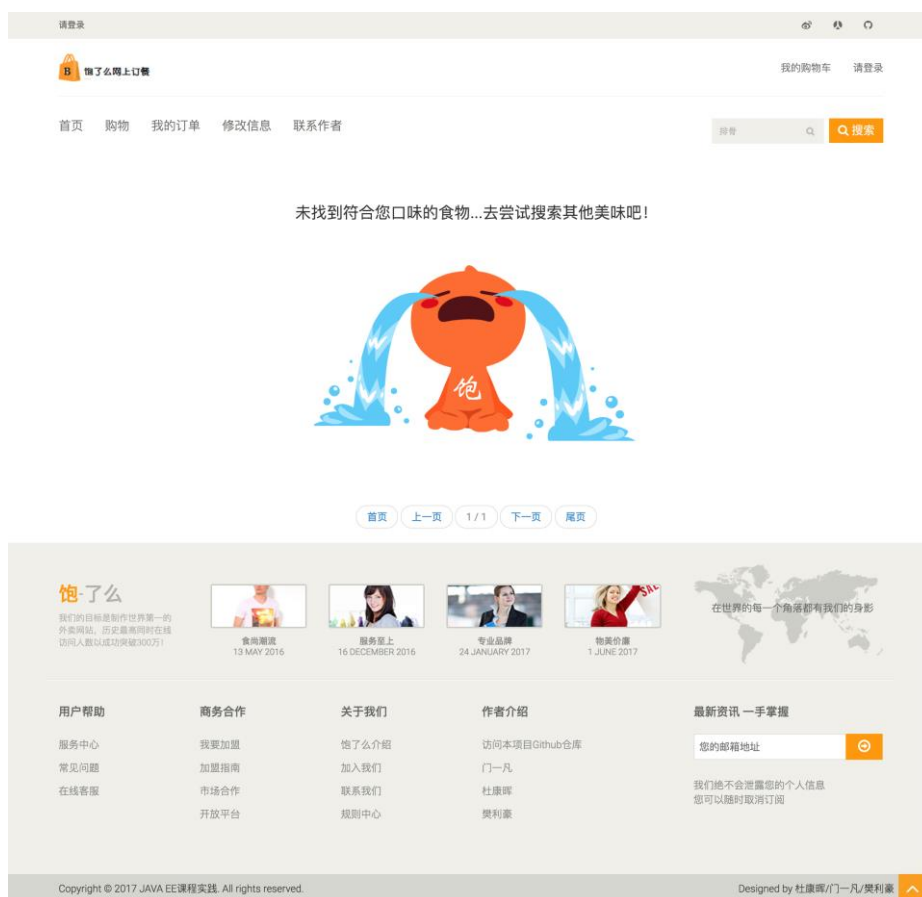 请登录
B 饱了么网上订餐
我的购物车 请登录
首页 购物 我的订单 修改信息 联系作者
排骨
搜索
未找到符合您口味的食物...去尝试搜索其他美味吧！
饱
首页 上一页 1 / 1 下一页 尾页
饱-了么
我们的目标是制作世界第一的
外卖网站，历史最高同时在线
访问人数以成功突破300万！
食尚潮流
13 MAY 2016
服务至上
16 DECEMBER 2016
专业品牌
24 JANUARY 2017
SALE
物美价廉
1 JUNE 2017
在世界的每一个角落都有我们的身影
用户帮助
服务中心
常见问题
在线客服
商务合作
我要加盟
加盟指南
市场合作
开放平台
关于我们
饱了么介绍
加入我们
联系我们
规则中心
作者介绍
访问本项目Github仓库
门一凡
杜康晖
樊利豪
最新资讯 一手掌握
您的邮箱地址
我们绝不会泄露您的个人信息
您可以随时取消订阅
Copyright © 2017 JAVA EE课程实践. All rights reserved.
Designed by 杜康晖/门一凡/樊利豪